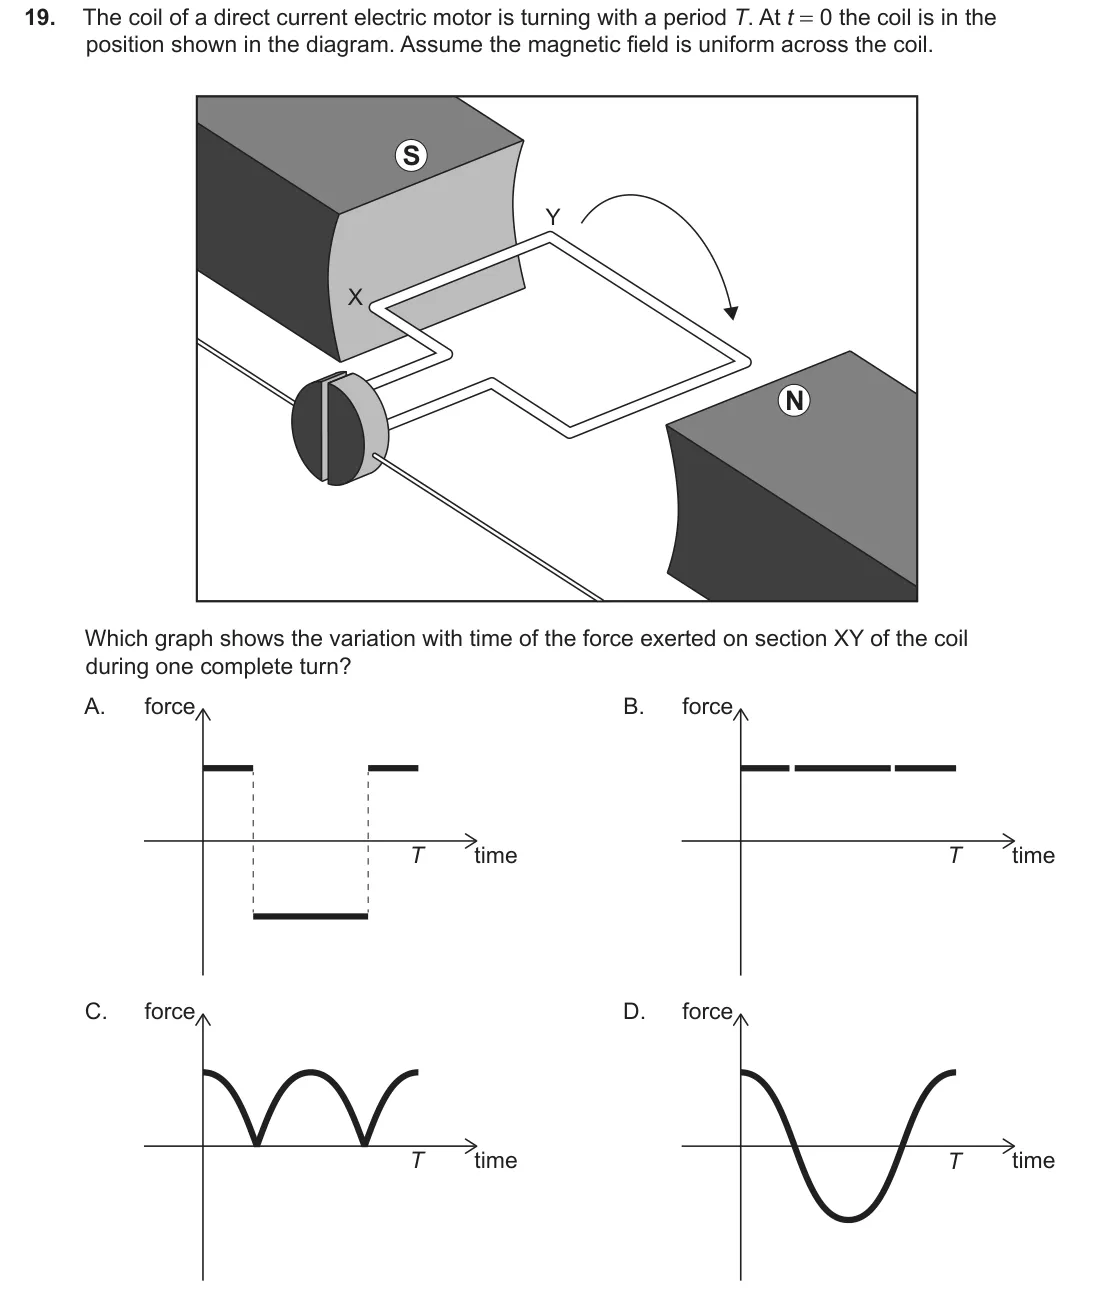 19. The coil of a direct current electric motor is turning with a period T. At t = 0 the coil is in the
position shown in the diagram. Assume the magnetic field is uniform across the coil.
S
Y
X
N
Which graph shows the variation with time of the force exerted on section XY of the coil
during one complete turn?
A. force
T time
B. force
T time
C. force
T time
D. force
T time